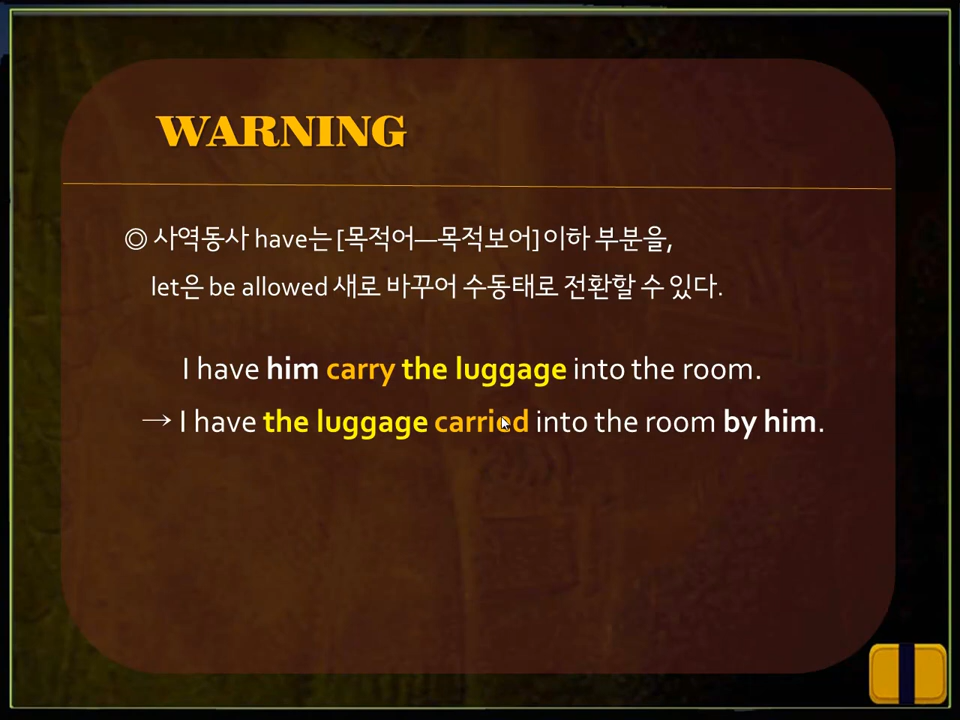 WARNING
◎ 사역동사 have는 [목적어—목적보어]이하 부분을,
let은 be allowed 새로 바꾸어 수동태로 전환할 수 있다.
I have him carry the luggage into the room.
→ I have the luggage carried into the room by him.